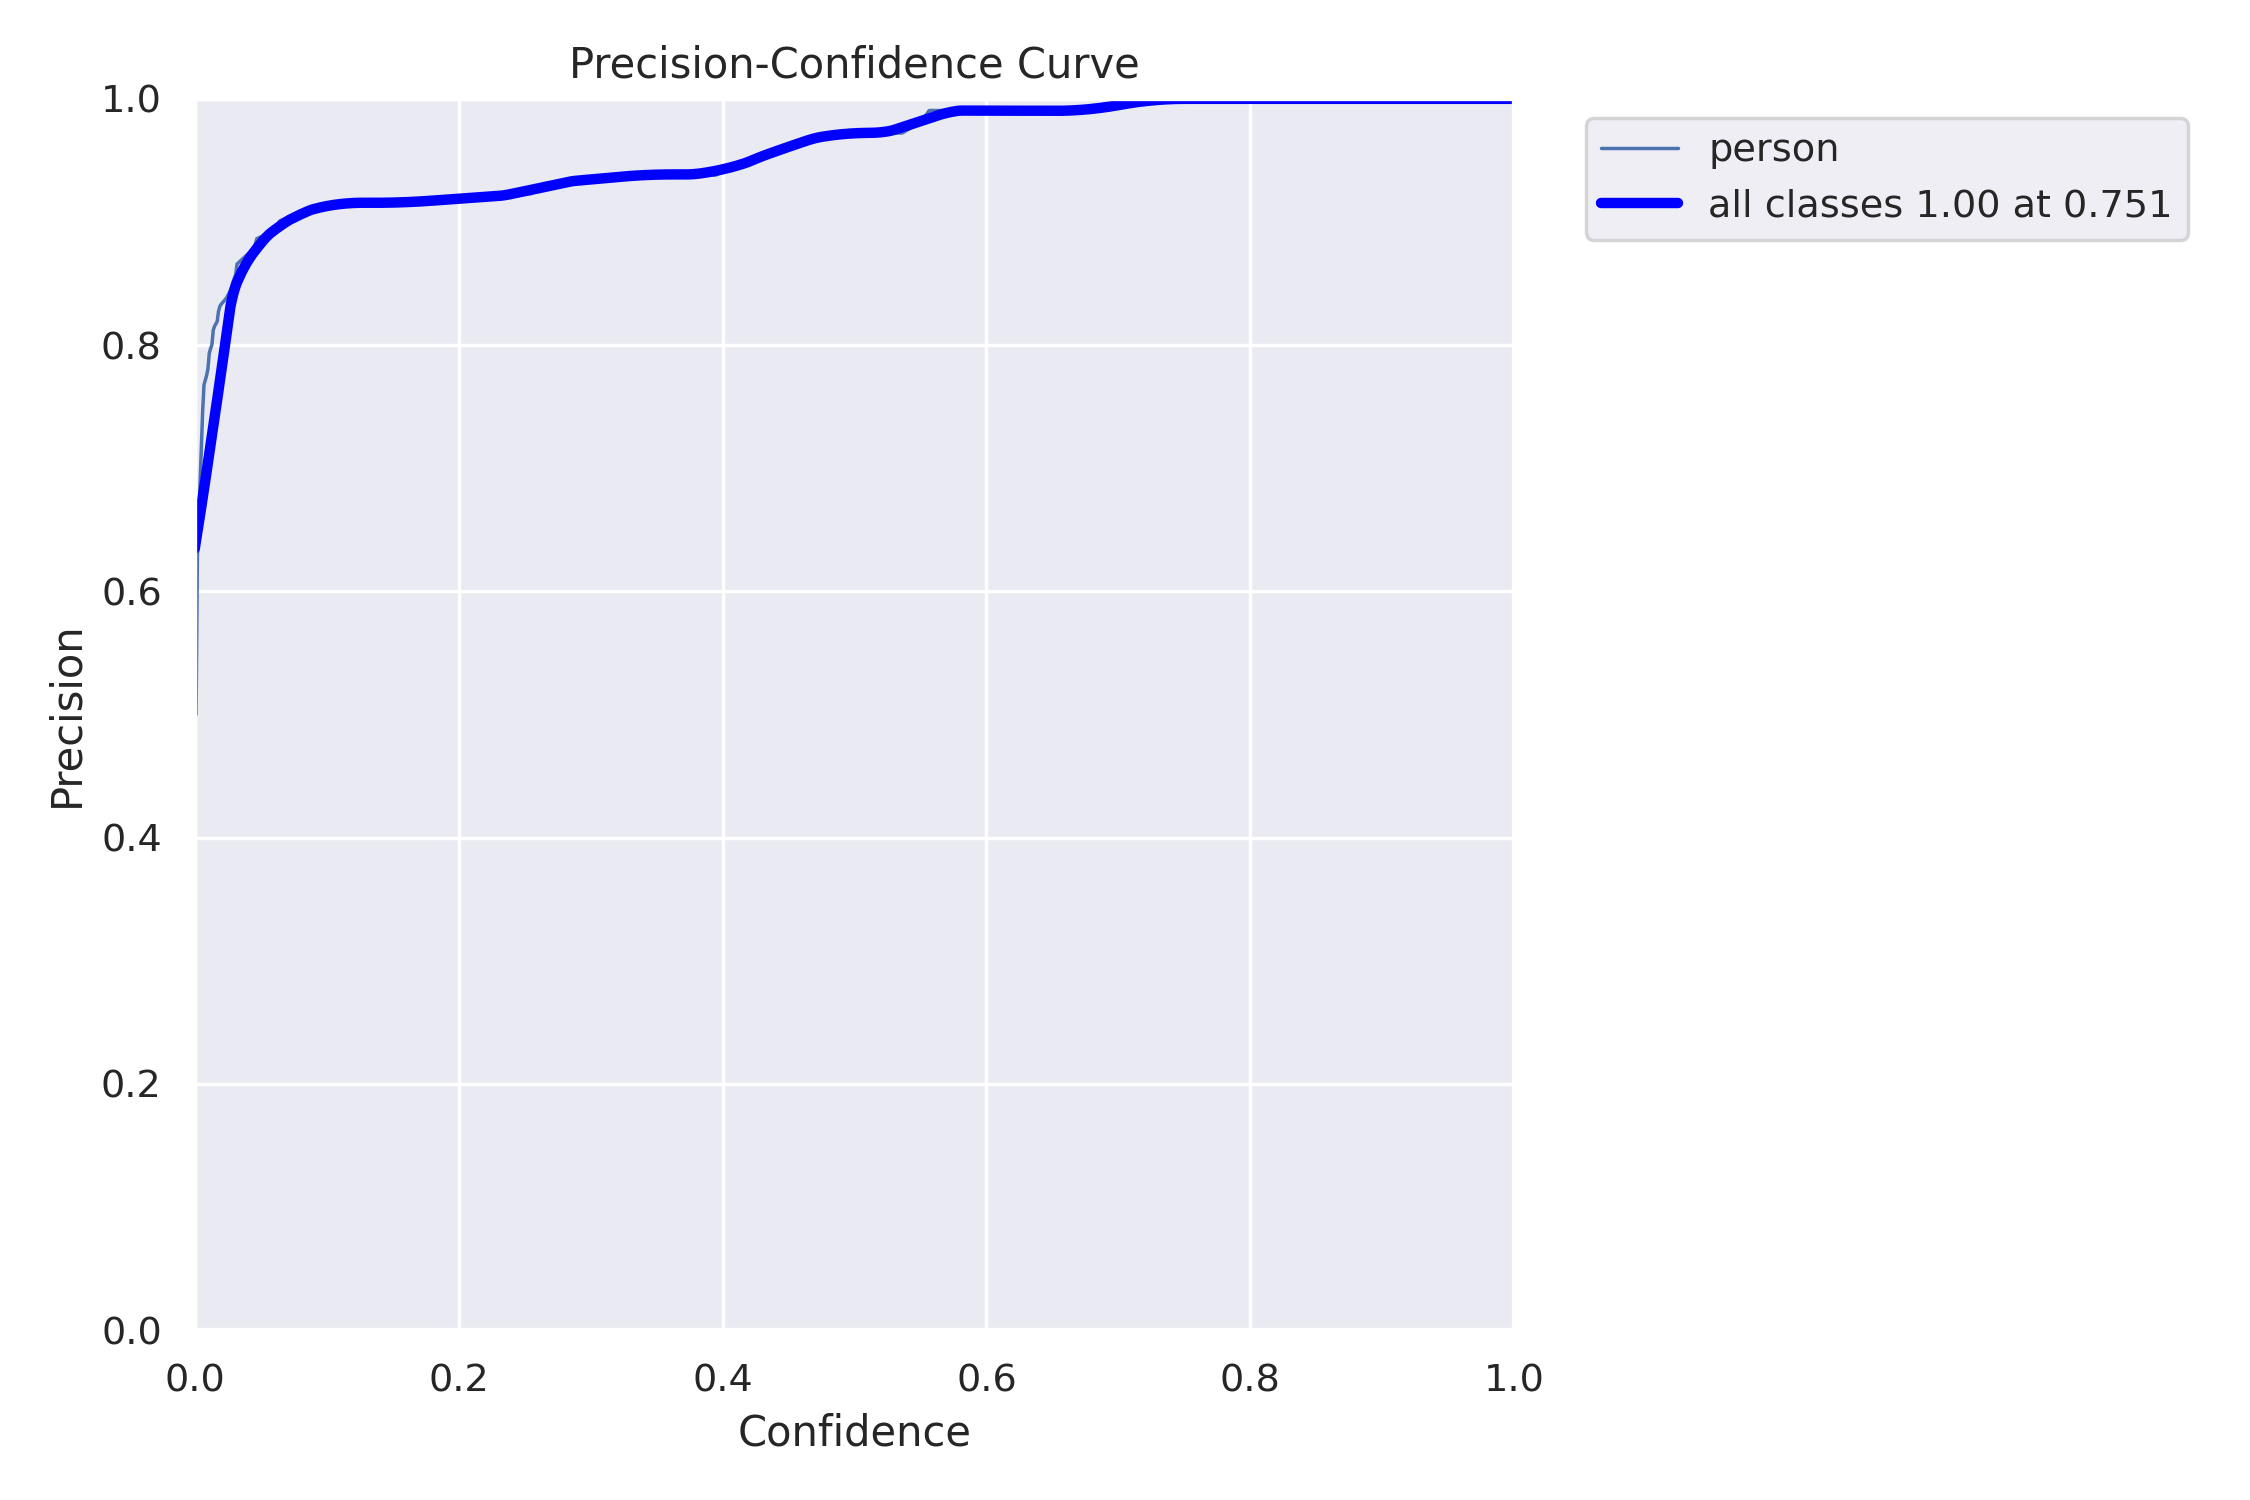 Precision-Confidence Curve
1.0
0.8
0.6
0.4
0.2
0.0
Precision
0.0 0.2 0.4 0.6 0.8 1.0
Confidence
person
all classes 1.00 at 0.751